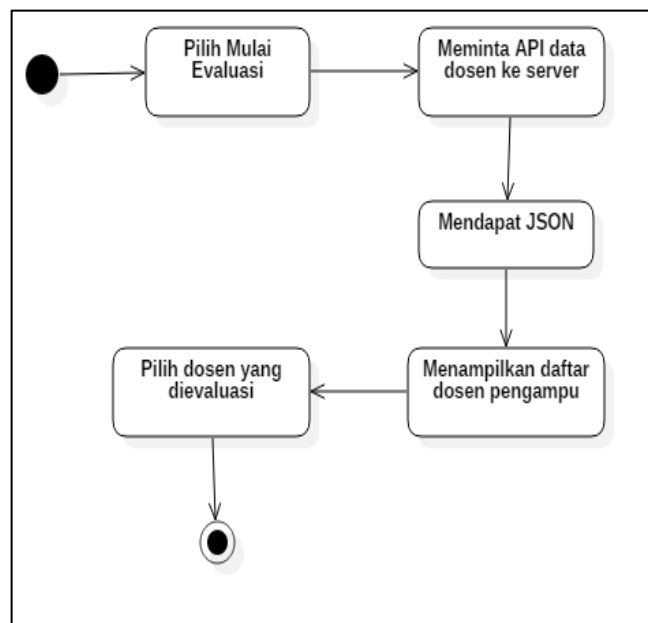 Pilih Mulai
Evaluasi
Meminta API data
dosen ke server
Mendapat JSON
Menampilkan daftar
dosen pengampu
Pilih dosen yang
dievaluasi